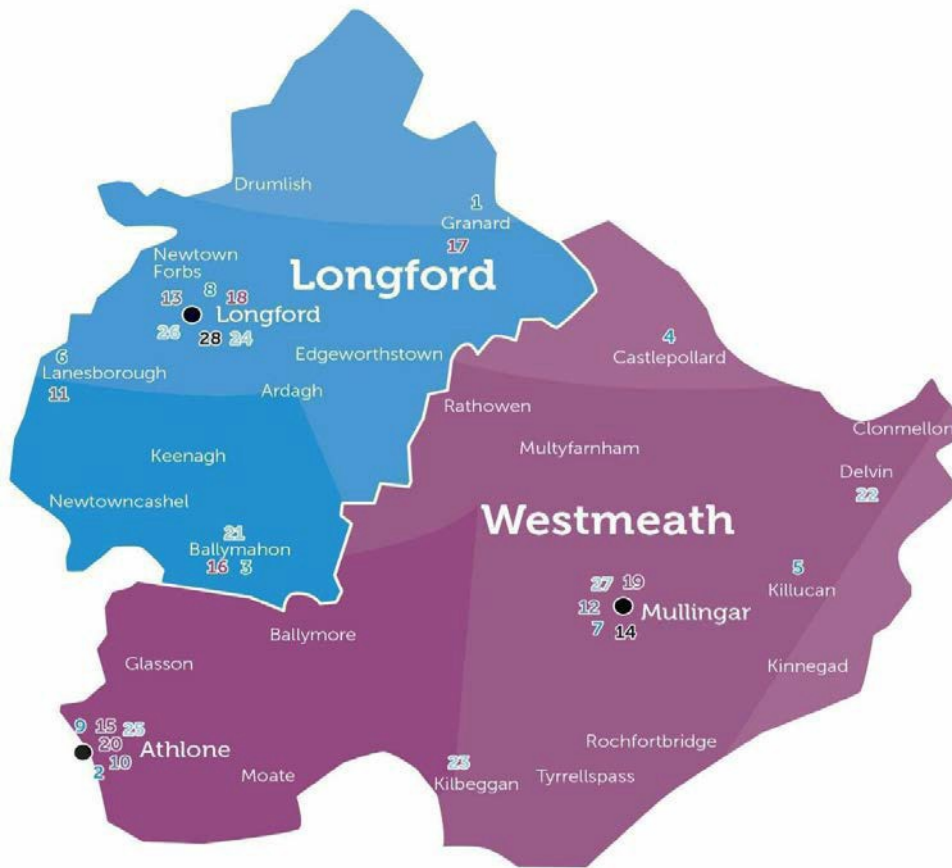 Drumlish
1
Granard
17
Newtown
Forbs
Longford
8
13
18
Longford
26
28
24
Edgeworthstown
6
Lanesborough
11
Ardagh
4
Castlepollard
Rathowen
Clonmellon
Multyfarnham
Keenagh
Delvin
22
Newtowncashel
Westmeath
21
Ballymahon
16
3
5
Killucan
27
19
12
Mullingar
7
14
Ballymore
Glasson
Kinnegad
9
15
25
20
Athlone
10
2
Rochfortbridge
23
Moate
Tyrrellspass
Kilbeggan